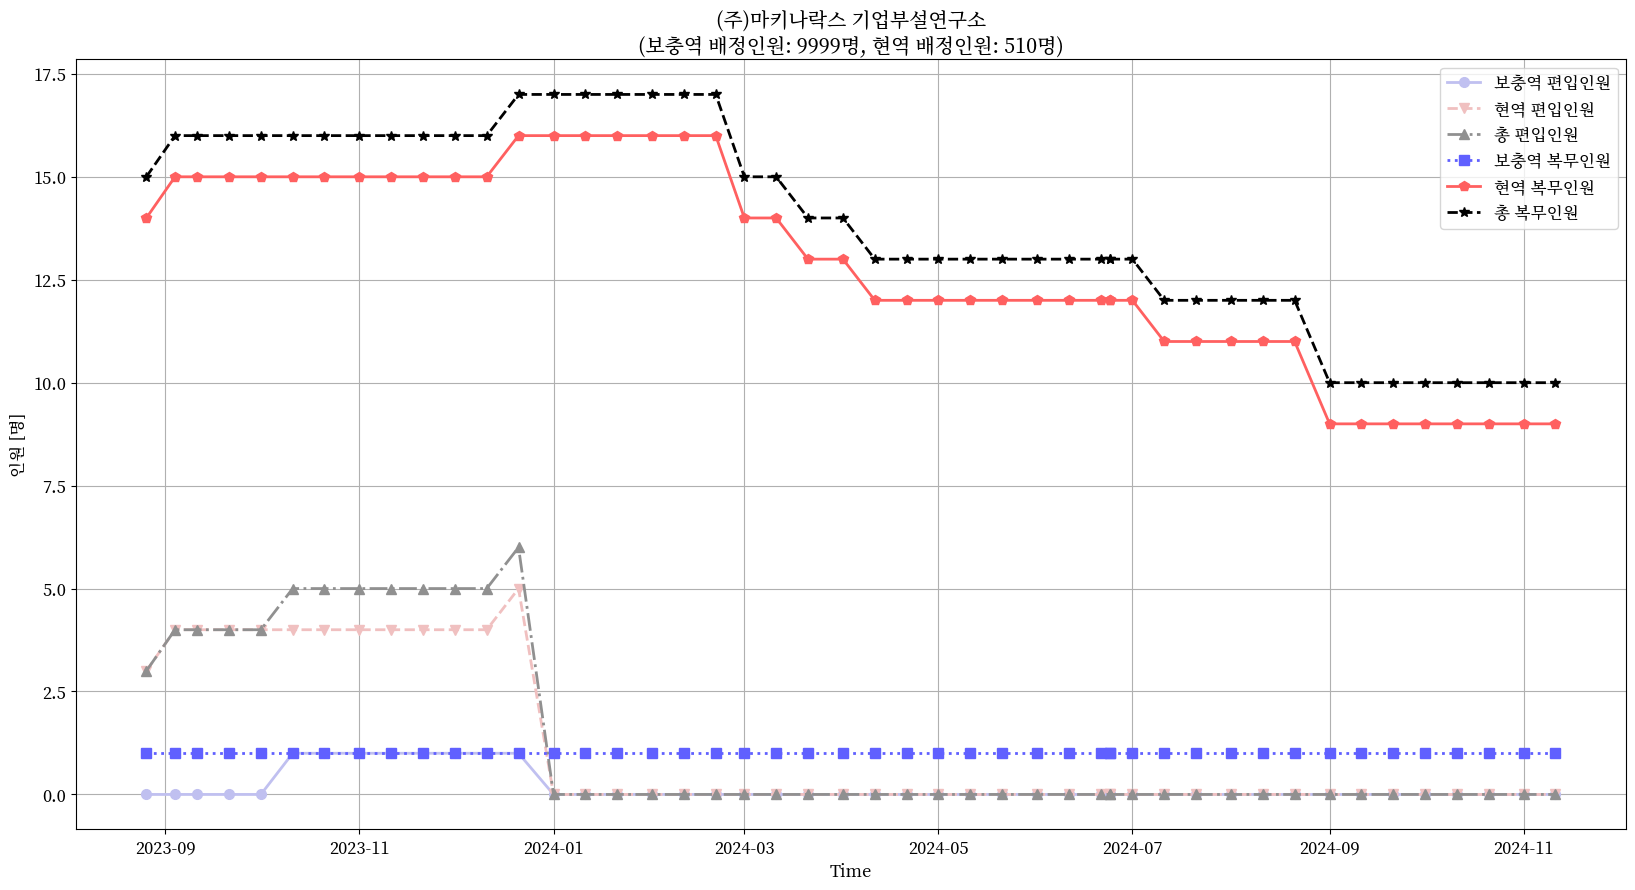 (주)마키나락스 기업부설연구소
(보충역 배정인원: 9999명, 현역 배정인원: 510명)
17.5
15.0
12.5
10.0
7.5
5.0
2.5
0.0
인원 [명]
보충역 편입인원
현역 편입인원
총 편입인원
보충역 복무인원
현역 복무인원
총 복무인원
2023-09 2023-11 2024-01 2024-03 2024-05 2024-07 2024-09 2024-11
Time